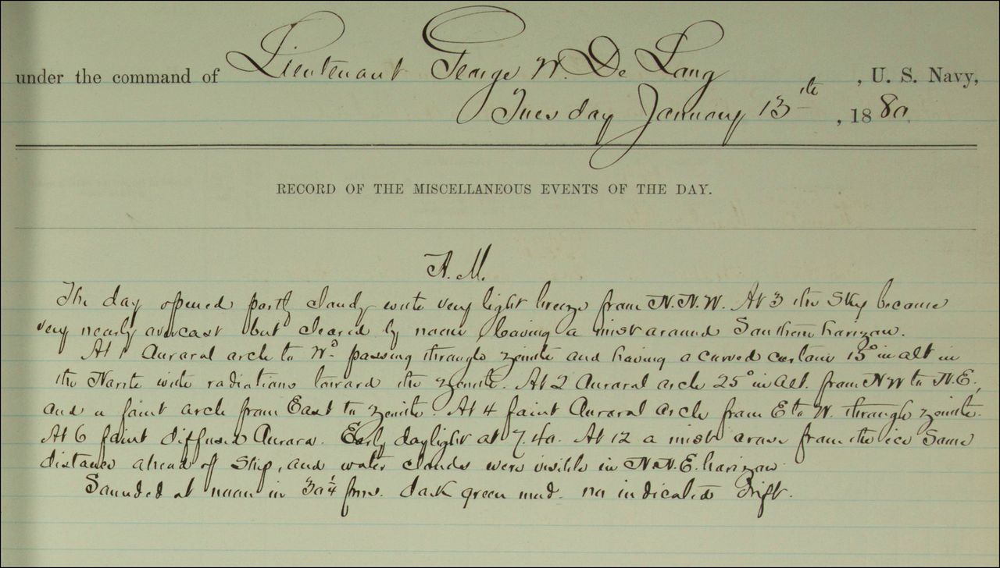 under the command of Lieutenant George W. De Long, U. S. Navy,
Tuesday January 13th, 1880.
RECORD OF THE MISCELLANEOUS EVENTS OF THE DAY.
A. M.
The day opened partly cloudy with very light breeze from N.N.W. At 3 the sky became
very nearly overcast but cleared by noon leaving a mist around Southern horizon.
At 1 Auroral arch to Wd. passing through zenith and having a curved curtain 15° in alt in
the North with radiations toward the zenith. At 2 Auroral arch 25° in alt. from NW to N.E.,
and a faint arch from East to zenith. At 4 faint Auroral arch from E to W. through zenith.
At 6 faint diffused Aurora. Early daylight at 7.40. At 12 a mist arose from the ice some
distance ahead of ship, and water clouds were visible in N.N.E. horizon
Sounded at noon in 30¼ fms. dark green mud. no indicated drift.